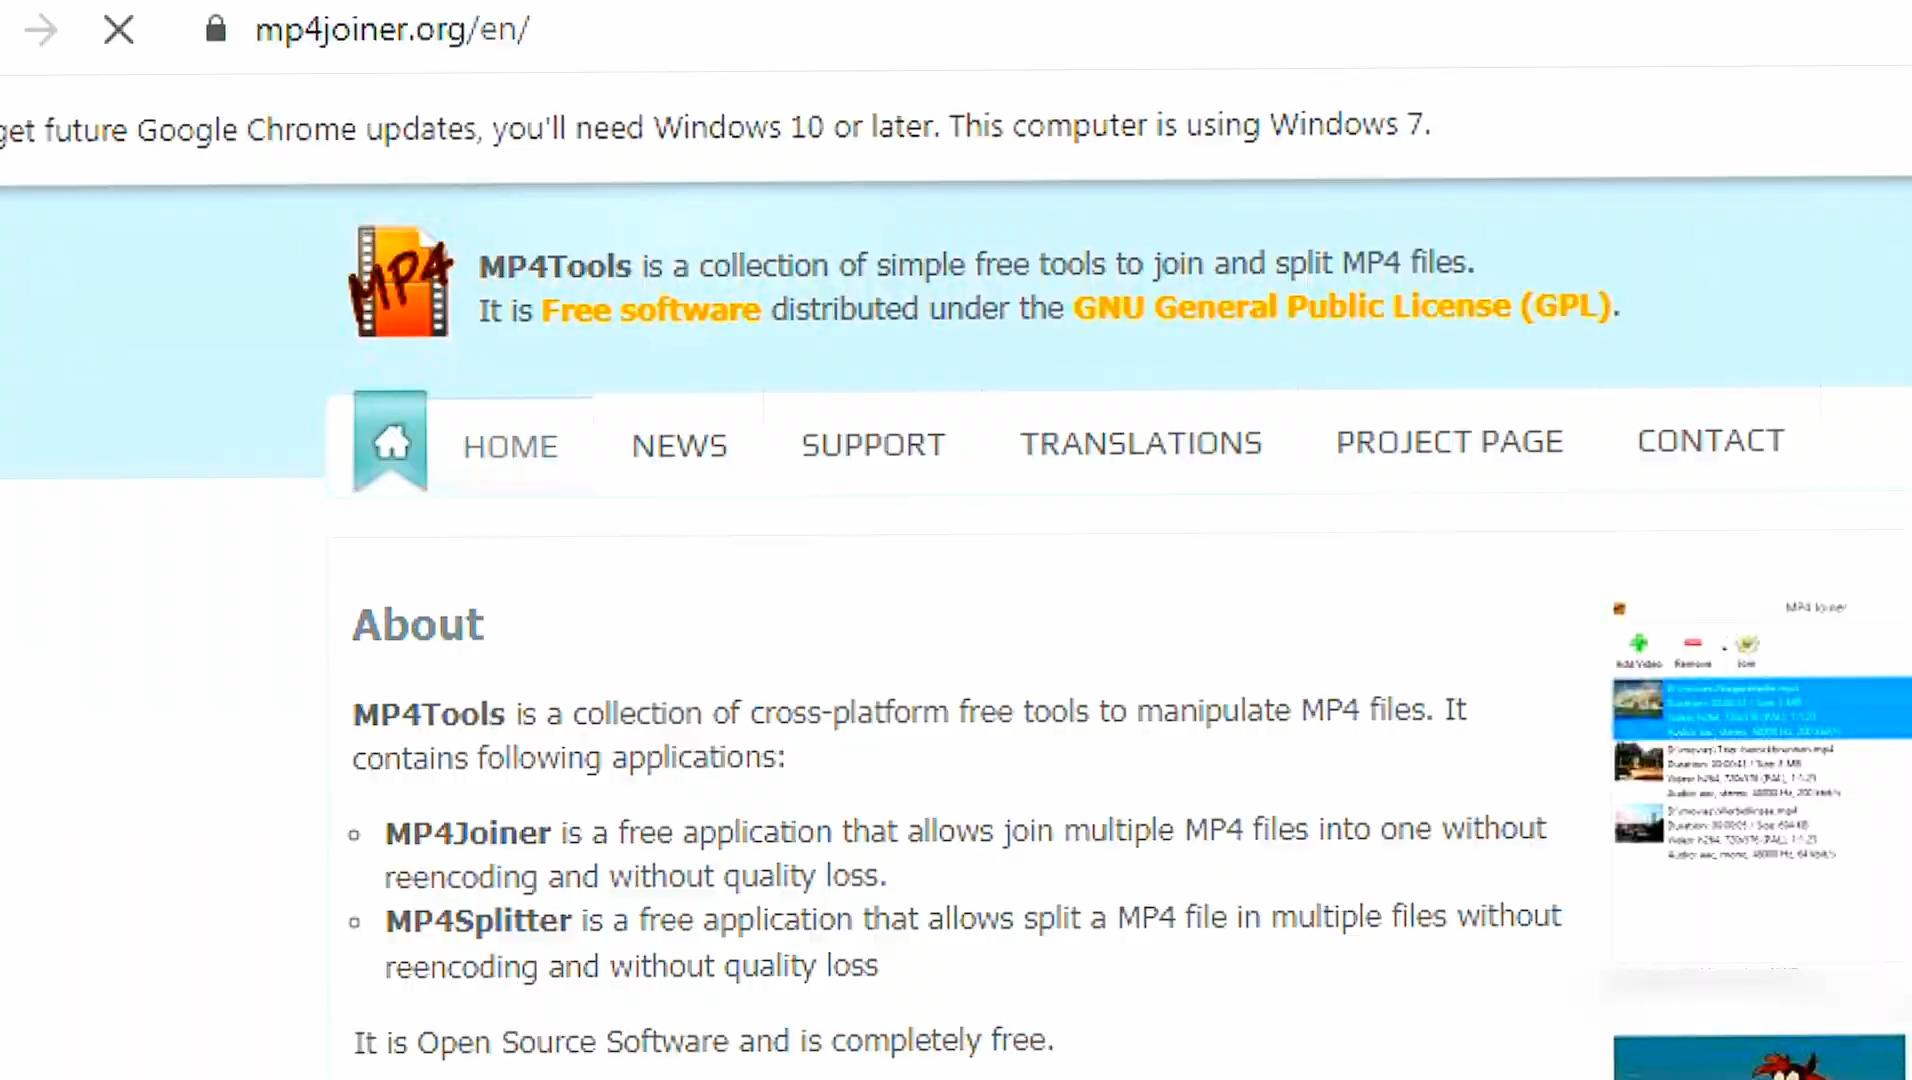 mp4joiner.org/en/
get future Google Chrome updates, you'll need Windows 10 or later. This computer is using Windows 7.
MP4
MP4Tools is a collection of simple free tools to join and split MP4 files.
It is Free software distributed under the GNU General Public License (GPL).
HOME NEWS SUPPORT TRANSLATIONS PROJECT PAGE CONTACT
About
MP4Tools is a collection of cross-platform free tools to manipulate MP4 files. It
contains following applications:
MP4Joiner is a free application that allows join multiple MP4 files into one without
reencoding and without quality loss.
MP4Splitter is a free application that allows split a MP4 file in multiple files without
reencoding and without quality loss
It is Open Source Software and is completely free.
MP4 Joiner
Add Video Remove Join